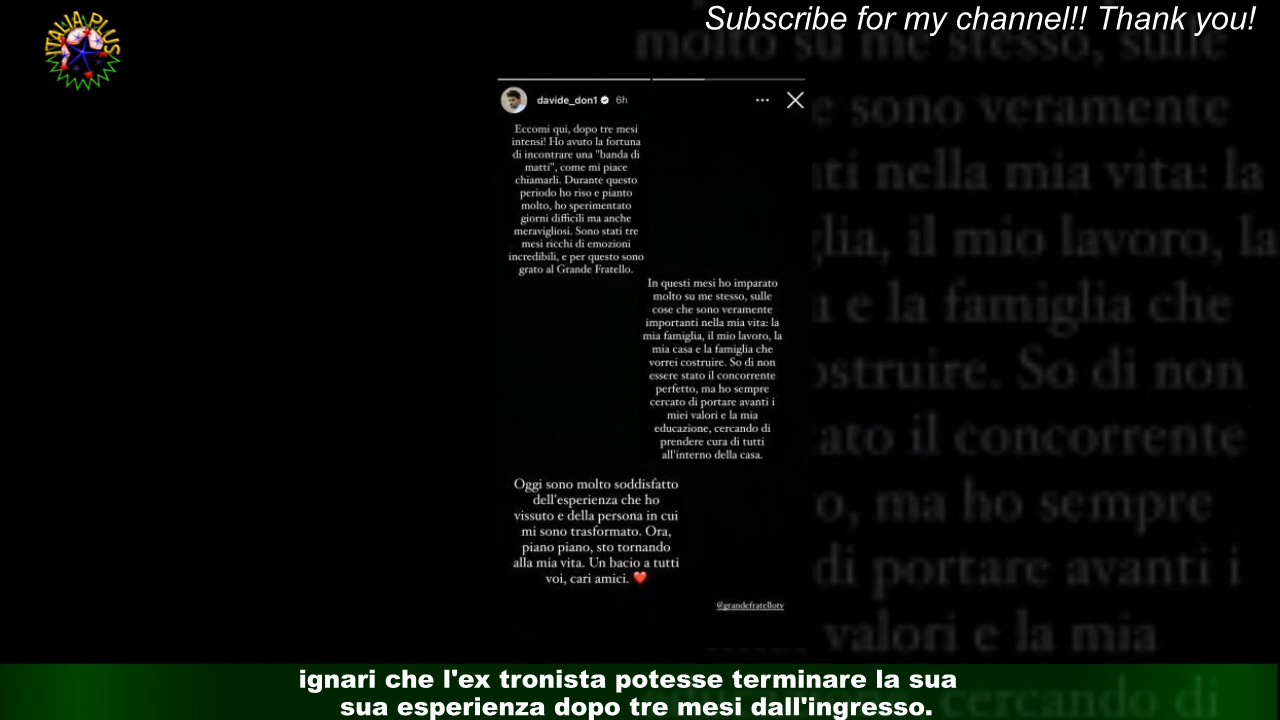 Subscribe for my channel!! Thank you!
ITALIA PLUS
davide_don1 6h
Eccomi qui, dopo tre mesi
intensi! Ho avuto la fortuna
di incontrare una "banda di
matti", come mi piace
chiamarli. Durante questo
periodo ho riso e pianto
molto, ho sperimentato
giorni difficili ma anche
meravigliosi. Sono stati tre
mesi ricchi di emozioni
incredibili, e per questo sono
grato al Grande Fratello.
In questi mesi ho imparato
molto su me stesso, sulle
cose che sono veramente
importanti nella mia vita: la
mia famiglia, il mio lavoro, la
mia casa e la famiglia che
vorrei costruire. So di non
essere stato il concorrente
perfetto, ma ho sempre
cercato di portare avanti i
miei valori e la mia
educazione, cercando di
prendere cura di tutti
all'interno della casa.
Oggi sono molto soddisfatto
dell'esperienza che ho
vissuto e della persona in cui
mi sono trasformato. Ora,
piano piano, sto tornando
alla mia vita. Un bacio a tutti
voi, cari amici. ❤️
@grandefratellotv
molto su me stesso, sulle
e sono veramente
nti nella mia vita: la
glia, il mio lavoro, la
a e la famiglia che
ostruire. So di non
ato il concorrente
o, ma ho sempre
di portare avanti i
valori e la mia
cercando di
ignari che l'ex tronista potesse terminare la sua
sua esperienza dopo tre mesi dall'ingresso.